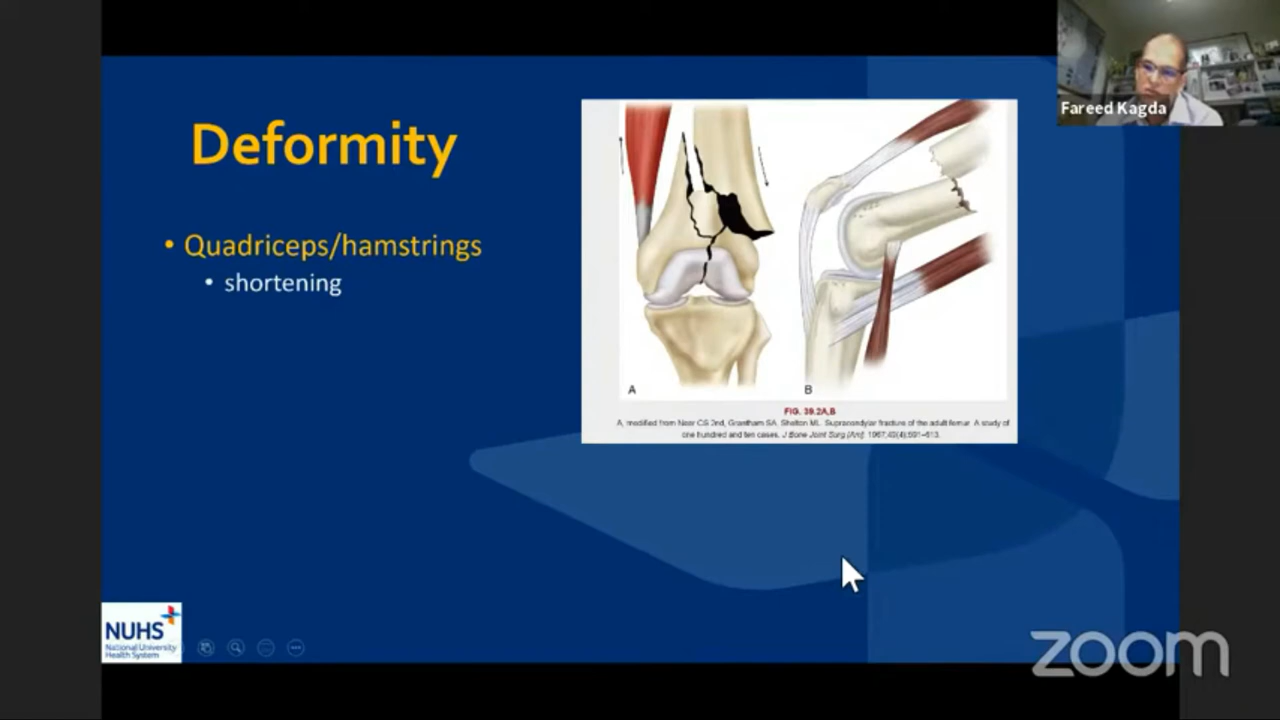 Fareed Kagda
Deformity
• Quadriceps/hamstrings
• shortening
A
B
FIG. 39.2A,B
A, modified from Neer CS 2nd, Grantham SA, Shelton ML. Supracondylar fracture of the adult femur. A study of
one hundred and ten cases. J Bone Joint Surg [Am]. 1967;49(4):591–613.
NUHS
National University
Health System
zoom